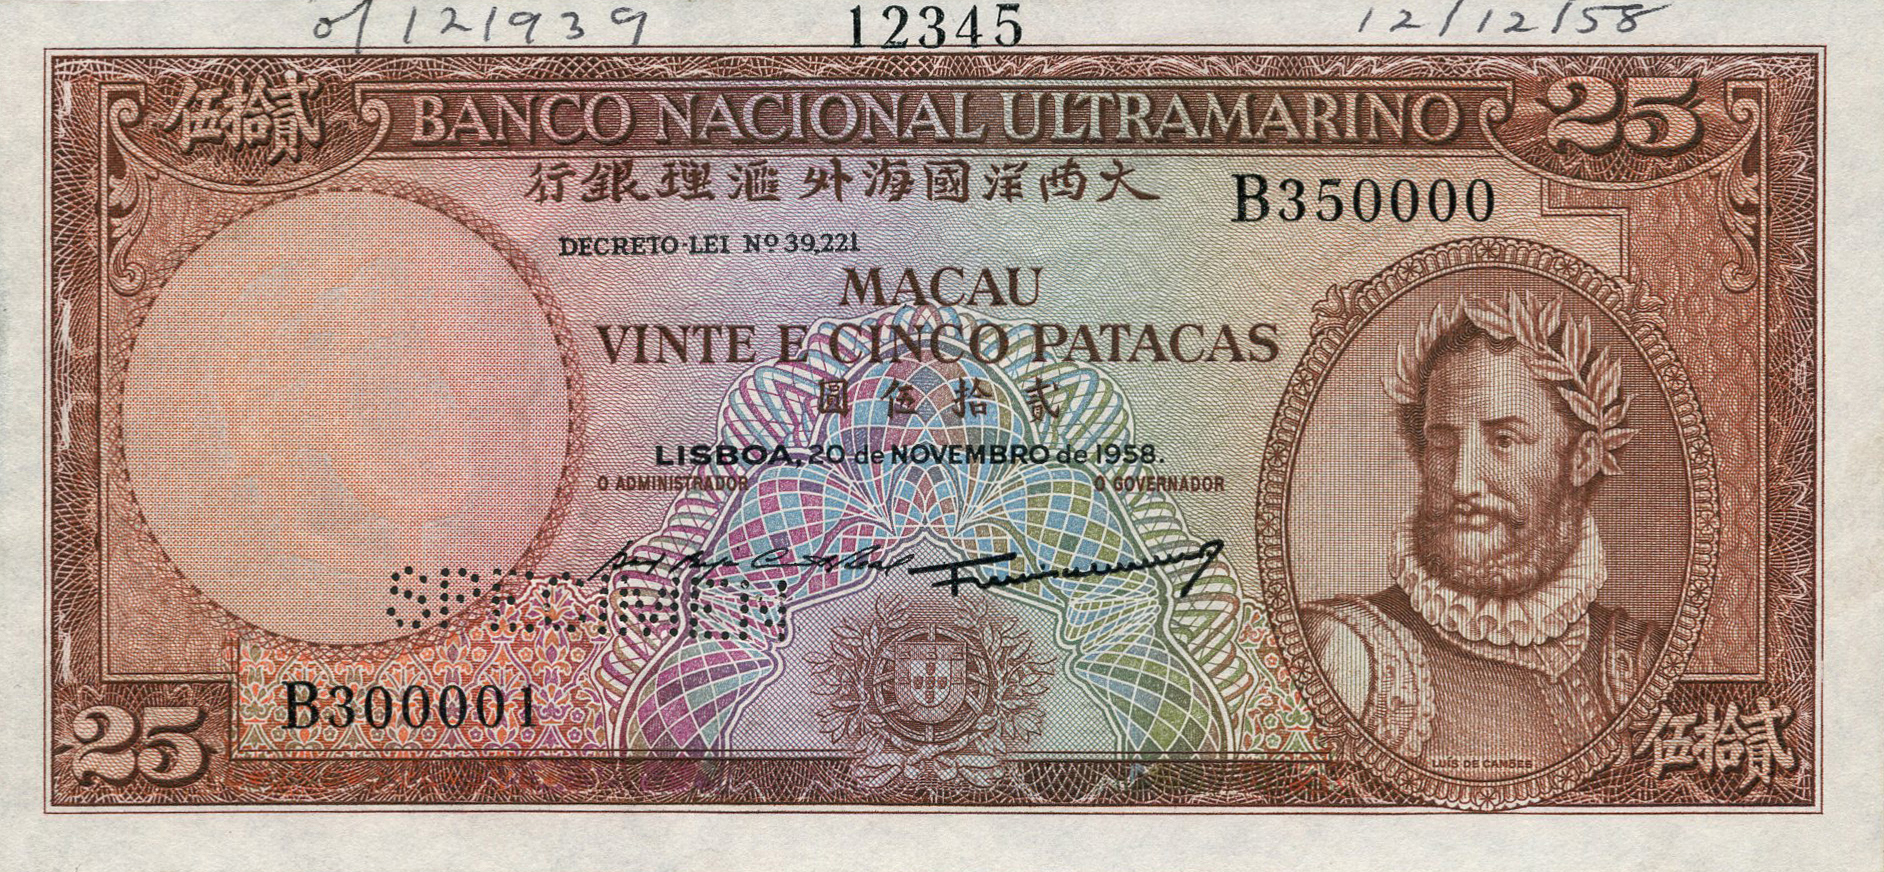 of 121939 12345 12/12/58
伍拾貳 BANCO NACIONAL ULTRAMARINO 25
行銀理滙外海國洋西大
B350000
DECRETO-LEI Nº 39,221
MACAU
VINTE E CINCO PATACAS
圓伍拾貳
LISBOA, 20 de NOVEMBRO de 1958.
O ADMINISTRADOR O GOVERNADOR
SPECIMEN
B300001
25 伍拾貳
LUIS DE CAMÕES